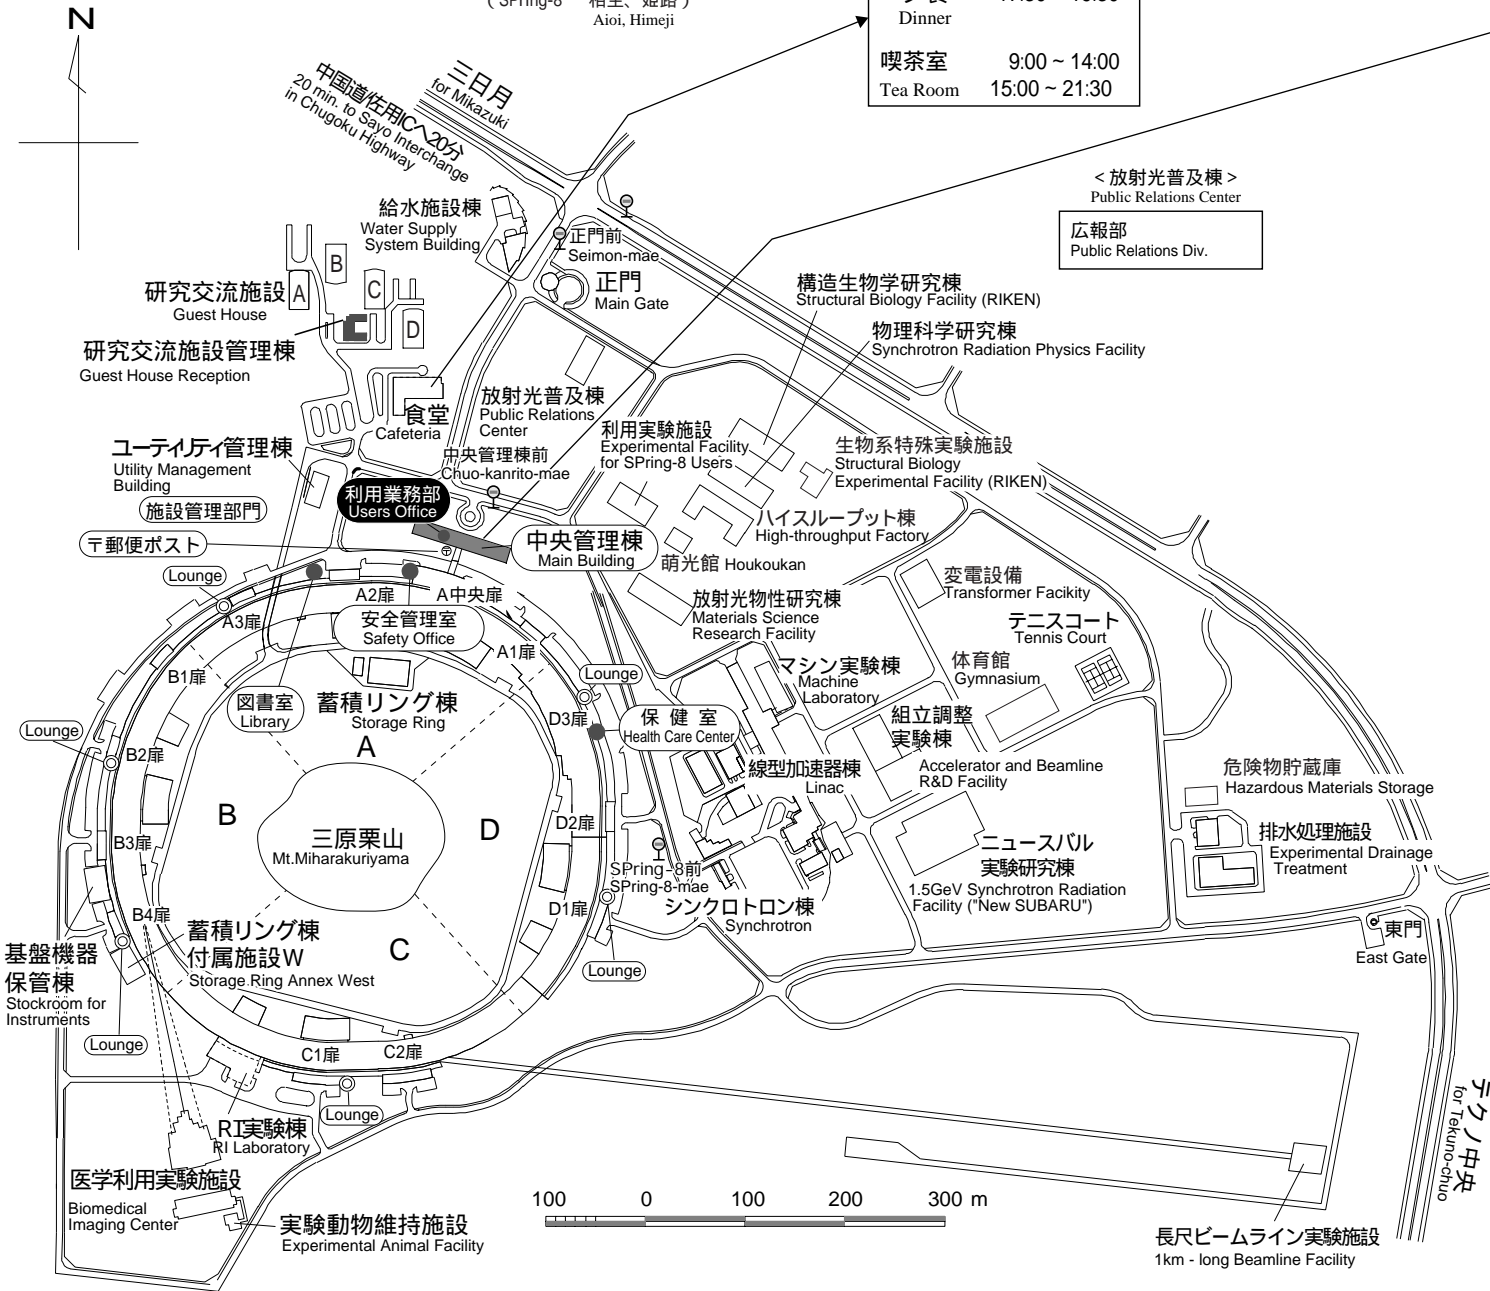 Aioi, Himeji
Dinner
喫茶室 9:00 ~ 14:00
Tea Room 15:00 ~ 21:30
N
三日月
for Mikazuki
中国道佐用ICへ20分
20 min. to Sayo Interchange
in Chugoku Highway
< 放射光普及棟 >
Public Relations Center
広報部
Public Relations Div.
給水施設棟
Water Supply
System Building
正門前
Seimon-mae
正門
Main Gate
A
B
C
D
研究交流施設
Guest House
研究交流施設管理棟
Guest House Reception
構造生物学研究棟
Structural Biology Facility (RIKEN)
物理科学研究棟
Synchrotron Radiation Physics Facility
食堂
Cafeteria
放射光普及棟
Public Relations
Center
利用実験施設
Experimental Facility
for SPring-8 Users
生物系特殊実験施設
Structural Biology
Experimental Facility (RIKEN)
ユーティリティ管理棟
Utility Management
Building
施設管理部門
中央管理棟前
Chuo-kanrito-mae
利用業務部
Users Office
中央管理棟
Main Building
〒郵便ポスト
〒
ハイスループット棟
High-throughput Factory
萌光館 Houkoukan
放射光物性研究棟
Materials Science
Research Facility
変電設備
Transformer Facikity
テニスコート
Tennis Court
体育館
Gymnasium
Lounge
A3扉
A2扉
A中央扉
A1扉
安全管理室
Safety Office
B1扉
図書室
Library
蓄積リング棟
Storage Ring
Lounge
D3扉
保 健 室
Health Care Center
マシン実験棟
Machine
Laboratory
組立調整
実験棟
Accelerator and Beamline
R&D Facility
線型加速器棟
Linac
Lounge
B2扉
A
B
C
D
三原栗山
Mt.Miharakuriyama
B3扉
D2扉
D1扉
SPring-8前
SPring-8-mae
シンクロトロン棟
Synchrotron
ニュースバル
実験研究棟
1.5GeV Synchrotron Radiation
Facility ("New SUBARU")
危険物貯蔵庫
Hazardous Materials Storage
排水処理施設
Experimental Drainage
Treatment
東門
East Gate
B4扉
蓄積リング棟
付属施設W
Storage Ring Annex West
基盤機器
保管棟
Stockroom for
Instruments
Lounge
Lounge
C1扉
C2扉
Lounge
RI実験棟
RI Laboratory
医学利用実験施設
Biomedical
Imaging Center
実験動物維持施設
Experimental Animal Facility
100 0 100 200 300 m
長尺ビームライン実験施設
1km - long Beamline Facility
テクノ中央
for Tekuno-chuo